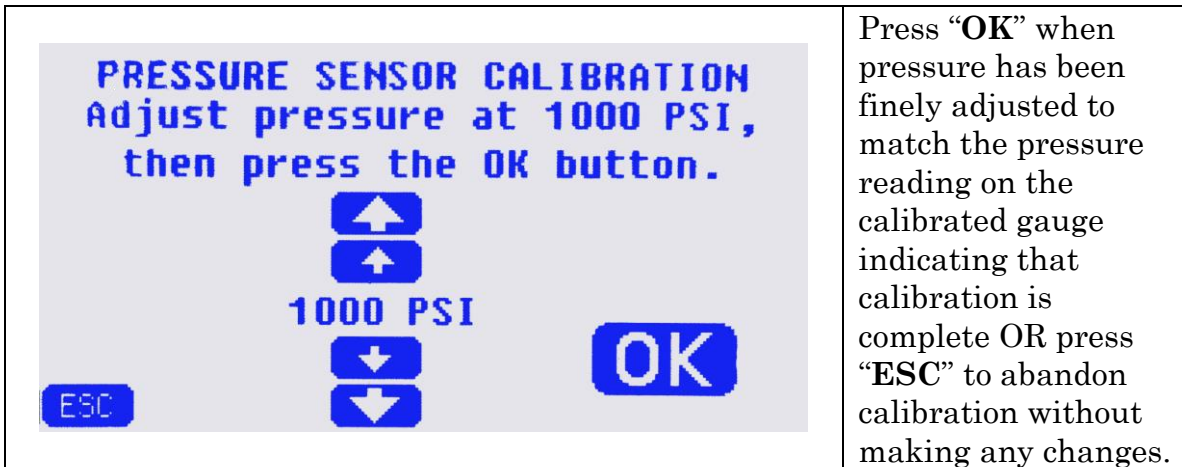 PRESSURE SENSOR CALIBRATION
Adjust pressure at 1000 PSI,
then press the OK button.
1000 PSI
OK
ESC
Press “OK” when
pressure has been
finely adjusted to
match the pressure
reading on the
calibrated gauge
indicating that
calibration is
complete OR press
“ESC” to abandon
calibration without
making any changes.